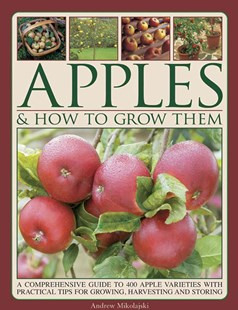 APPLES
& HOW TO GROW THEM
A COMPREHENSIVE GUIDE TO 400 APPLE VARIETIES WITH
PRACTICAL TIPS FOR GROWING, HARVESTING AND STORING
Andrew Mikolajski